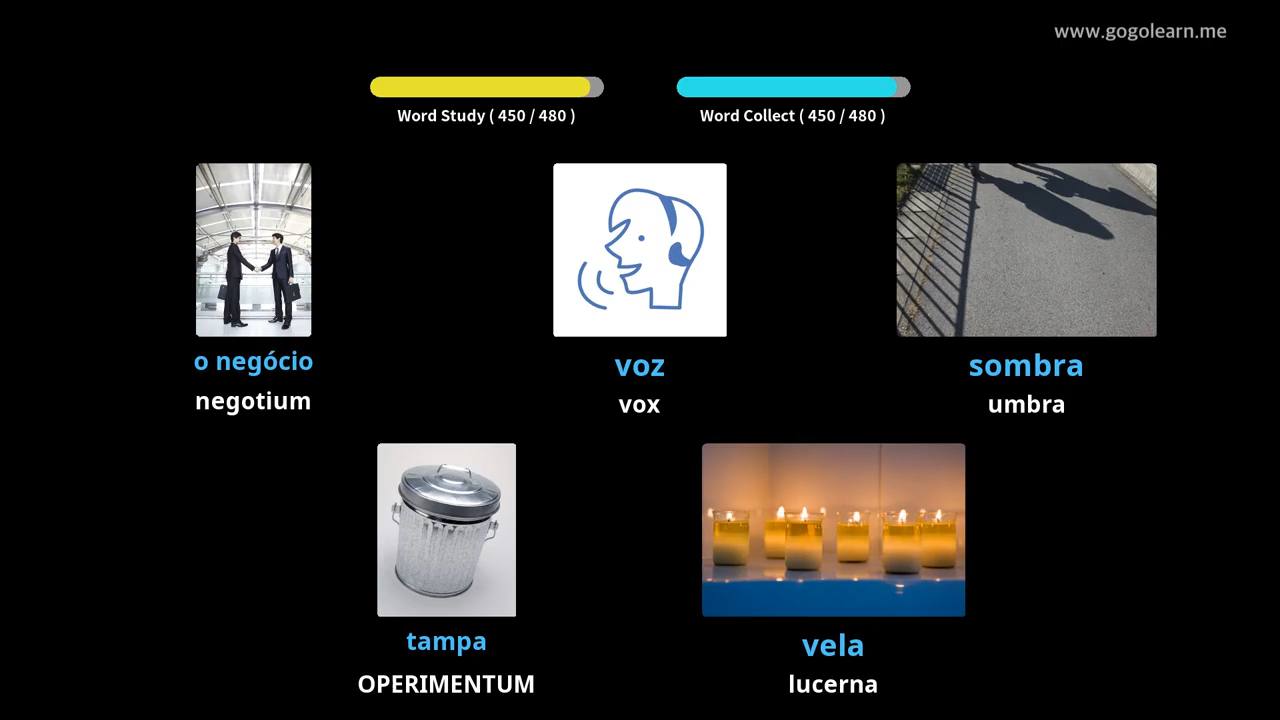 www.gogolearn.me
Word Study ( 450 / 480 )
Word Collect ( 450 / 480 )
o negócio
negotium
voz
vox
sombra
umbra
tampa
OPERIMENTUM
vela
lucerna